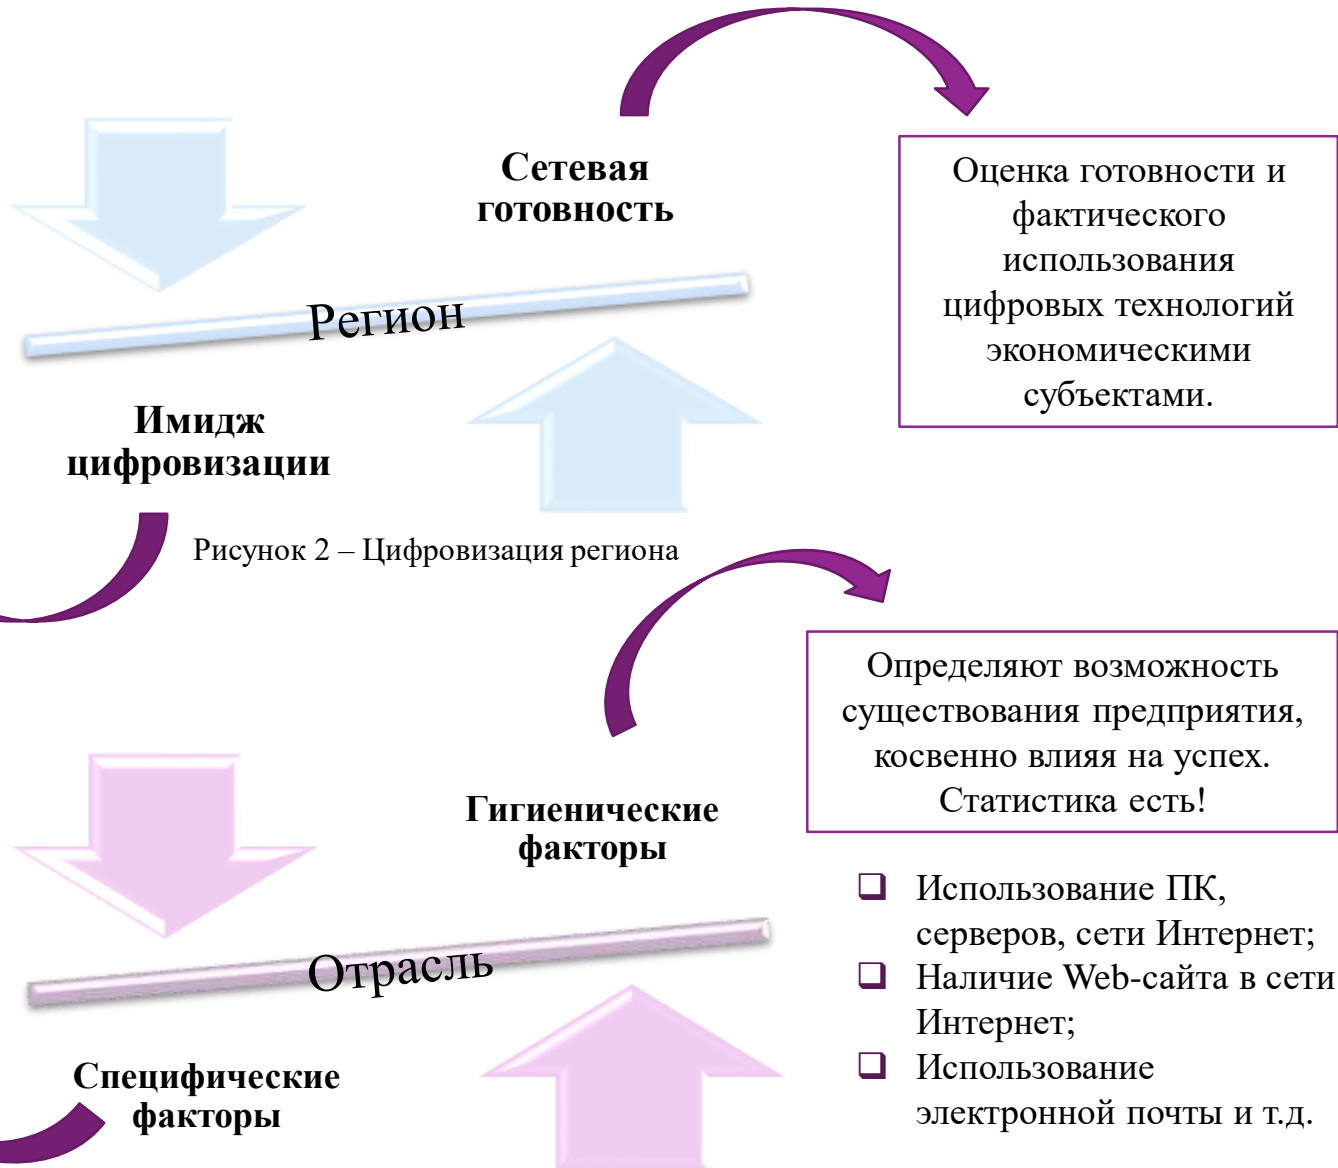 Сетевая
готовность
Оценка готовности и
фактического
использования
цифровых технологий
экономическими
субъектами.
Регион
Имидж
цифровизации
Рисунок 2 – Цифровизация региона
Определяют возможность
существования предприятия,
косвенно влияя на успех.
Статистика есть!
Гигиенические
факторы
Использование ПК,
серверов, сети Интернет;
Наличие Web-сайта в сети
Интернет;
Использование
электронной почты и т.д.
Отрасль
Специфические
факторы